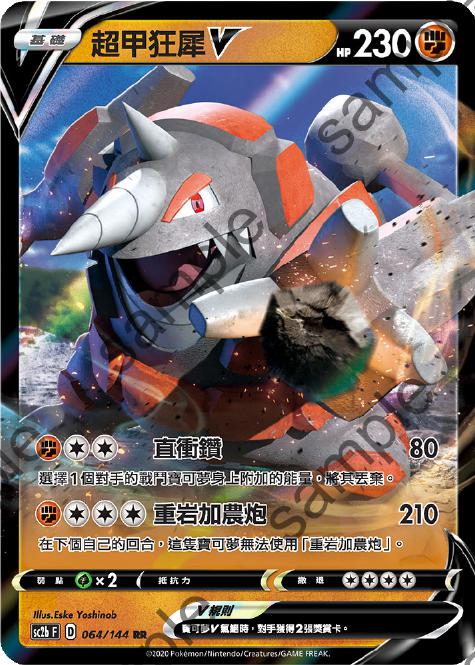 基礎 超甲狂犀V HP230
sample
sample
sample
sample
直衝鑽 80
選擇1個對手的戰鬥寶可夢身上附加的能量，將其丟棄。
重岩加農炮 210
在下個自己的回合，這隻寶可夢無法使用「重岩加農炮」。
弱點 ×2 抵抗力 撤退
Illus.Eske Yoshinob
V規則
sc2b F D 064/144 RR
寶可夢V氣絕時，對手獲得2張獎賞卡。
©2020 Pokémon/Nintendo/Creatures/GAME FREAK.